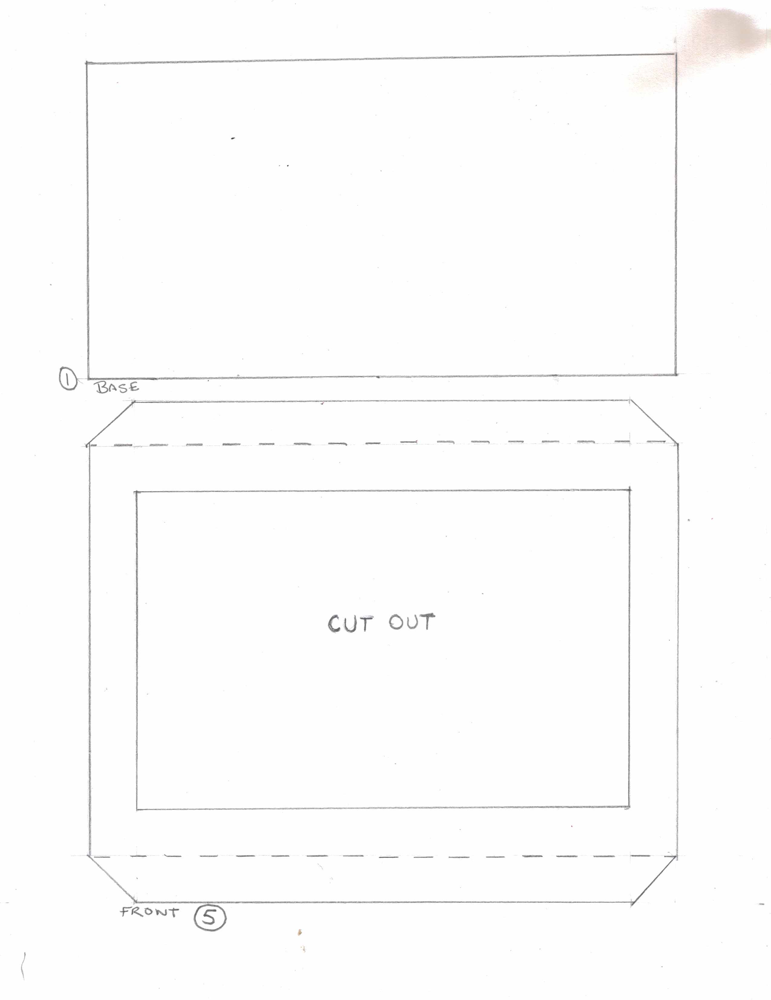 ① BASE
CUT OUT
FRONT ⑤